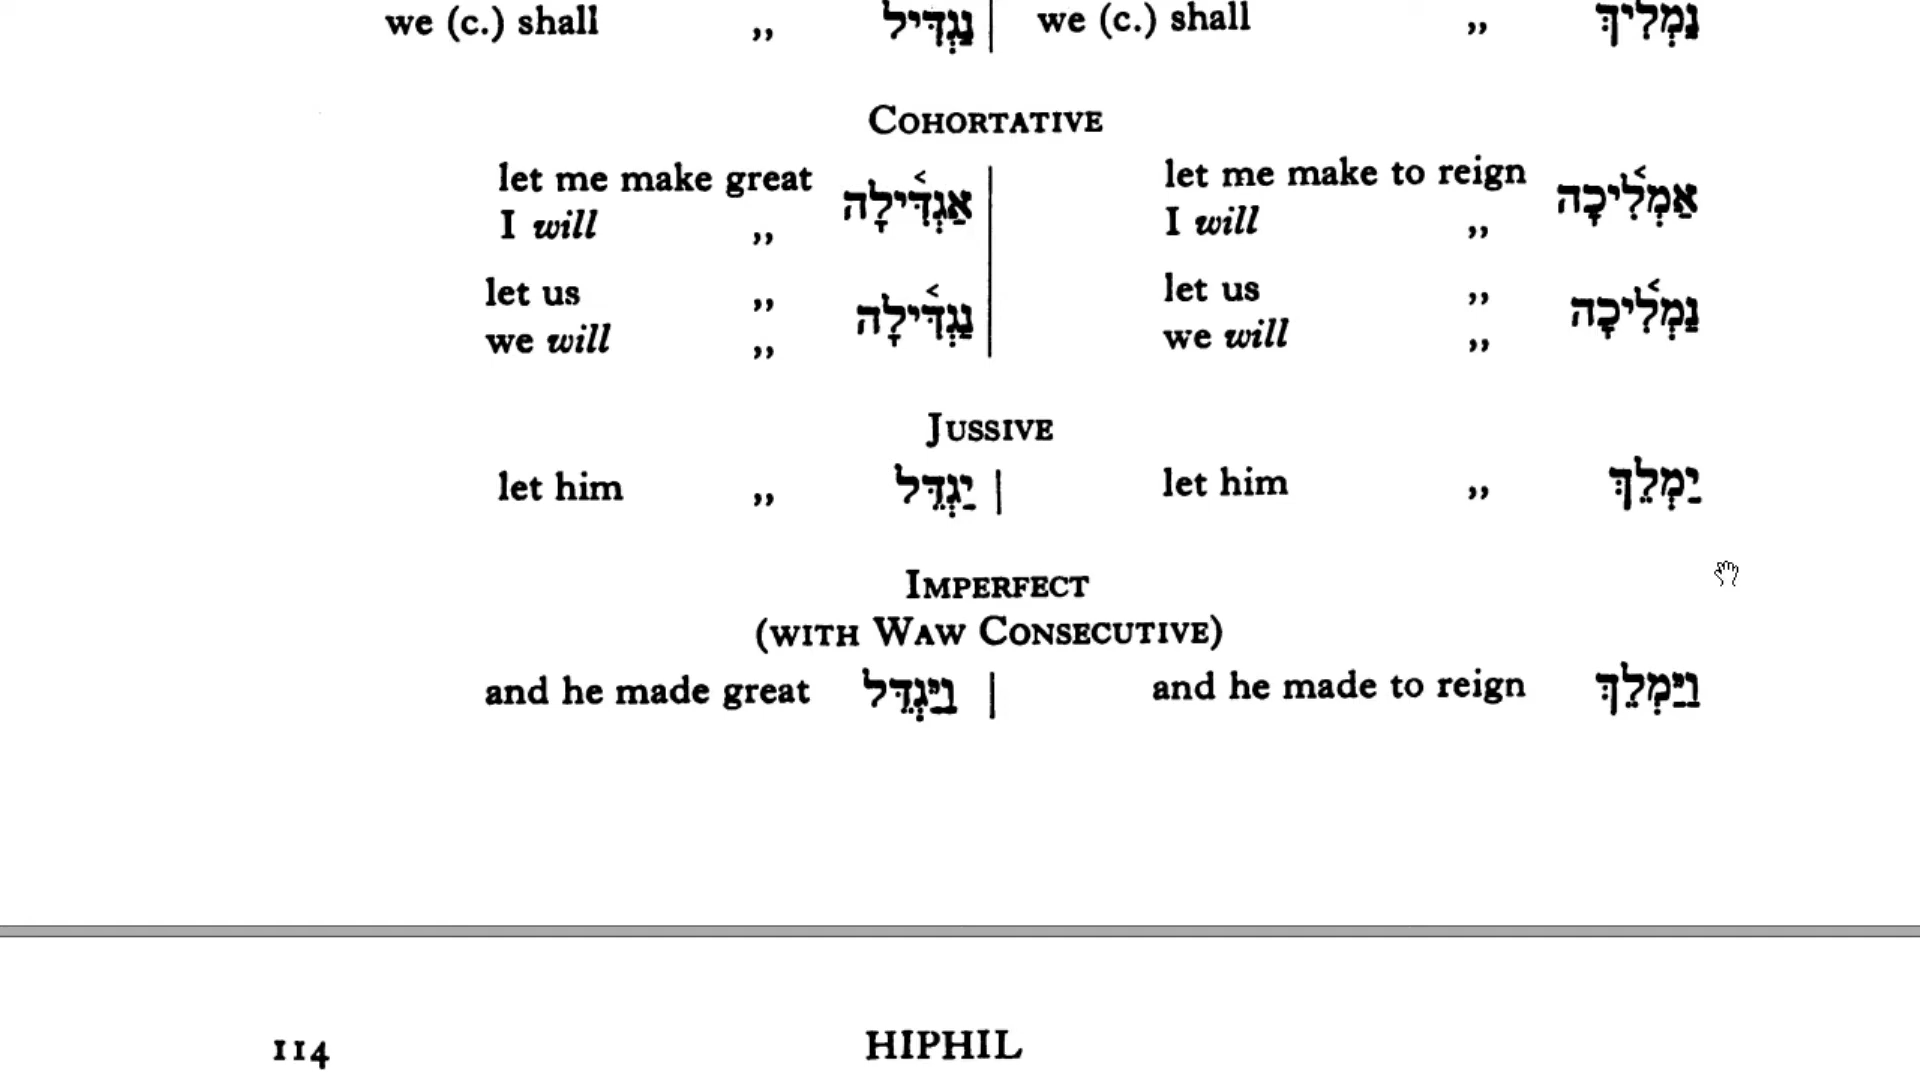 we (c.) shall ,, נַגְדִּיל | we (c.) shall ,, נַמְלִיךְ
COHORTATIVE
let me make great אַגְדִּ֫ילָה | let me make to reign אַמְלִ֫יכָה
I will ,, I will ,,
let us ,, נַגְדִּ֫ילָה | let us ,, נַמְלִ֫יכָה
we will ,, we will ,,
JUSSIVE
let him ,, יַגְדֵּל | let him ,, יַמְלֵךְ
IMPERFECT
(WITH WAW CONSECUTIVE)
and he made great וַיַּגְדֵּל | and he made to reign וַיַּמְלֵךְ
114 HIPHIL